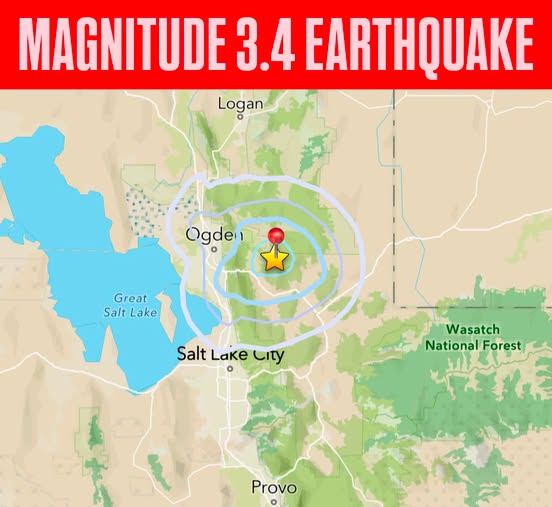 MAGNITUDE 3.4 EARTHQUAKE
Logan
Ogden
Great
Salt Lake
Wasatch
National Forest
Salt Lake City
Provo